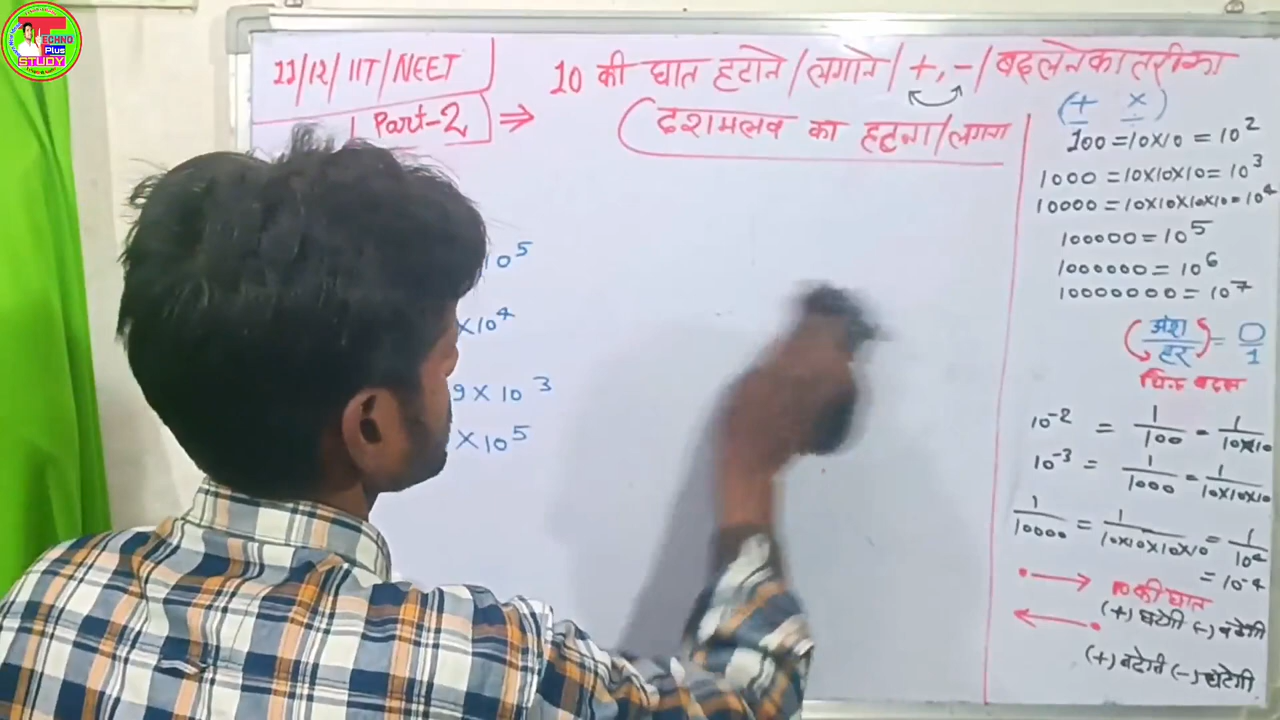 TECHNO
Plus
STUDY
11/12/IIT/NEET
Part-2 ⇒
10 की घात हटाने/लगाने/+,-/बदलने का तरीका
(दशमलव का हटना/लगना
(+ ×)
100 = 10×10 = 10²
1000 = 10×10×10 = 10³
10000 = 10×10×10×10 = 10⁴
100000 = 10⁵
1000000 = 10⁶
10000000 = 10⁷
(अंश/हर) = 0/1
चिन्ह बदल
10⁻² = 1/100 = 1/10×10
10⁻³ = 1/1000 = 1/10×10×10
1/10000 = 1/10×10×10×10 = 1/10⁴
= 10⁻⁴
→ 10 की घात
← (+) घटेगी (-) बढेगी
(+) बढेगी (-) घटेगी
10⁵
×10⁴
9 × 10³
×10⁵